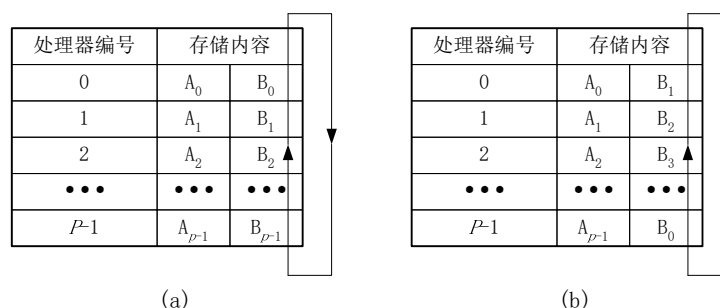 处理器编号 存储内容
0 A0 B0
1 A1 B1
2 A2 B2
••• ••• •••
P-1 Ap-1 Bp-1
(a)
处理器编号 存储内容
0 A0 B1
1 A1 B2
2 A2 B3
••• ••• •••
P-1 Ap-1 B0
(b)